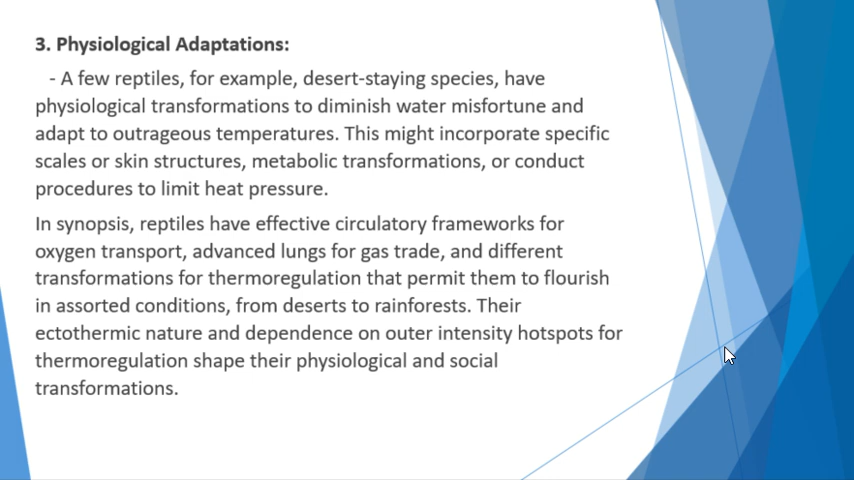 3. Physiological Adaptations:
- A few reptiles, for example, desert-staying species, have
physiological transformations to diminish water misfortune and
adapt to outrageous temperatures. This might incorporate specific
scales or skin structures, metabolic transformations, or conduct
procedures to limit heat pressure.
In synopsis, reptiles have effective circulatory frameworks for
oxygen transport, advanced lungs for gas trade, and different
transformations for thermoregulation that permit them to flourish
in assorted conditions, from deserts to rainforests. Their
ectothermic nature and dependence on outer intensity hotspots for
thermoregulation shape their physiological and social
transformations.